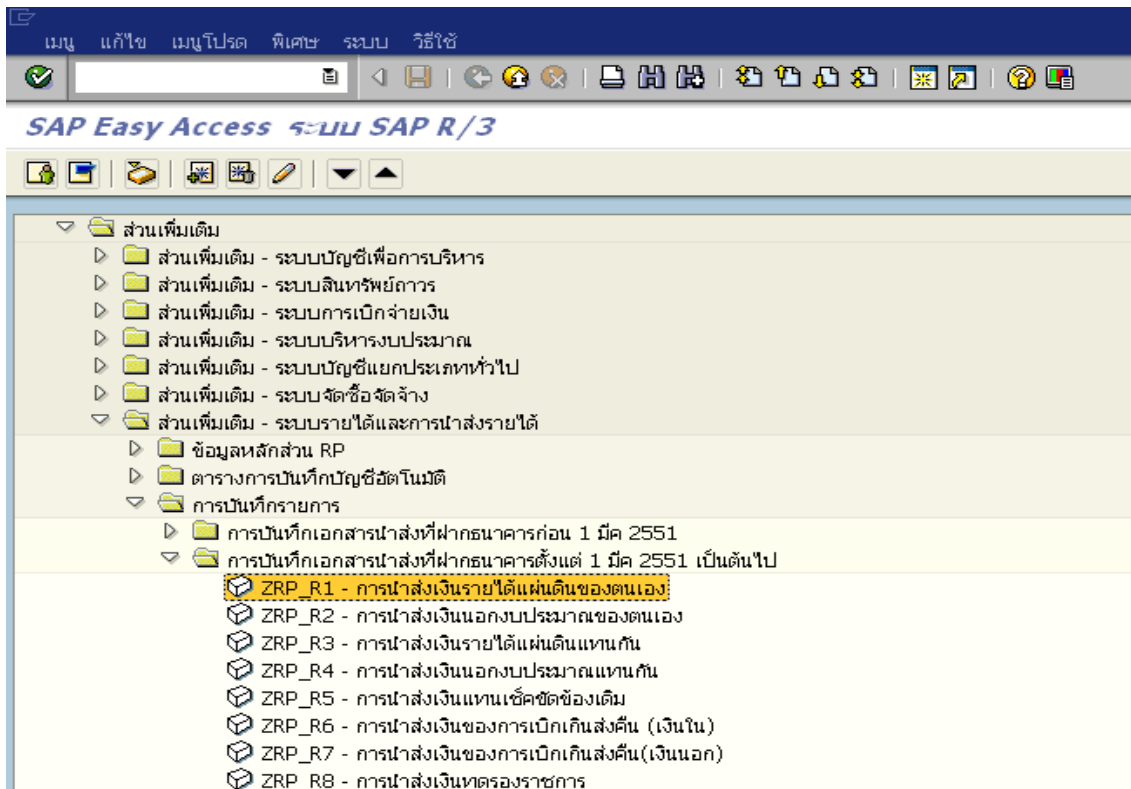 เมนู แก้ไข เมนูโปรด พิเศษ ระบบ วิธีใช้
SAP Easy Access ระบบ SAP R/3
ส่วนเพิ่มเติม
ส่วนเพิ่มเติม - ระบบบัญชีเพื่อการบริหาร
ส่วนเพิ่มเติม - ระบบสินทรัพย์ถาวร
ส่วนเพิ่มเติม - ระบบการเบิกจ่ายเงิน
ส่วนเพิ่มเติม - ระบบบริหารงบประมาณ
ส่วนเพิ่มเติม - ระบบบัญชีแยกประเภททั่วไป
ส่วนเพิ่มเติม - ระบบจัดซื้อจัดจ้าง
ส่วนเพิ่มเติม - ระบบรายได้และการนำส่งรายได้
ข้อมูลหลักส่วน RP
ตารางการบันทึกบัญชีอัตโนมัติ
การบันทึกรายการ
การบันทึกเอกสารนำส่งที่ฝากธนาคารก่อน 1 มีค 2551
การบันทึกเอกสารนำส่งที่ฝากธนาคารตั้งแต่ 1 มีค 2551 เป็นต้นไป
ZRP_R1 - การนำส่งเงินรายได้แผ่นดินของตนเอง
ZRP_R2 - การนำส่งเงินนอกงบประมาณของตนเอง
ZRP_R3 - การนำส่งเงินรายได้แผ่นดินแทนกัน
ZRP_R4 - การนำส่งเงินนอกงบประมาณแทนกัน
ZRP_R5 - การนำส่งเงินแทนเช็คขัดข้องเดิม
ZRP_R6 - การนำส่งเงินของการเบิกเกินส่งคืน (เงินใน)
ZRP_R7 - การนำส่งเงินของการเบิกเกินส่งคืน(เงินนอก)
ZRP_R8 - การนำส่งเงินทดรองราชการ